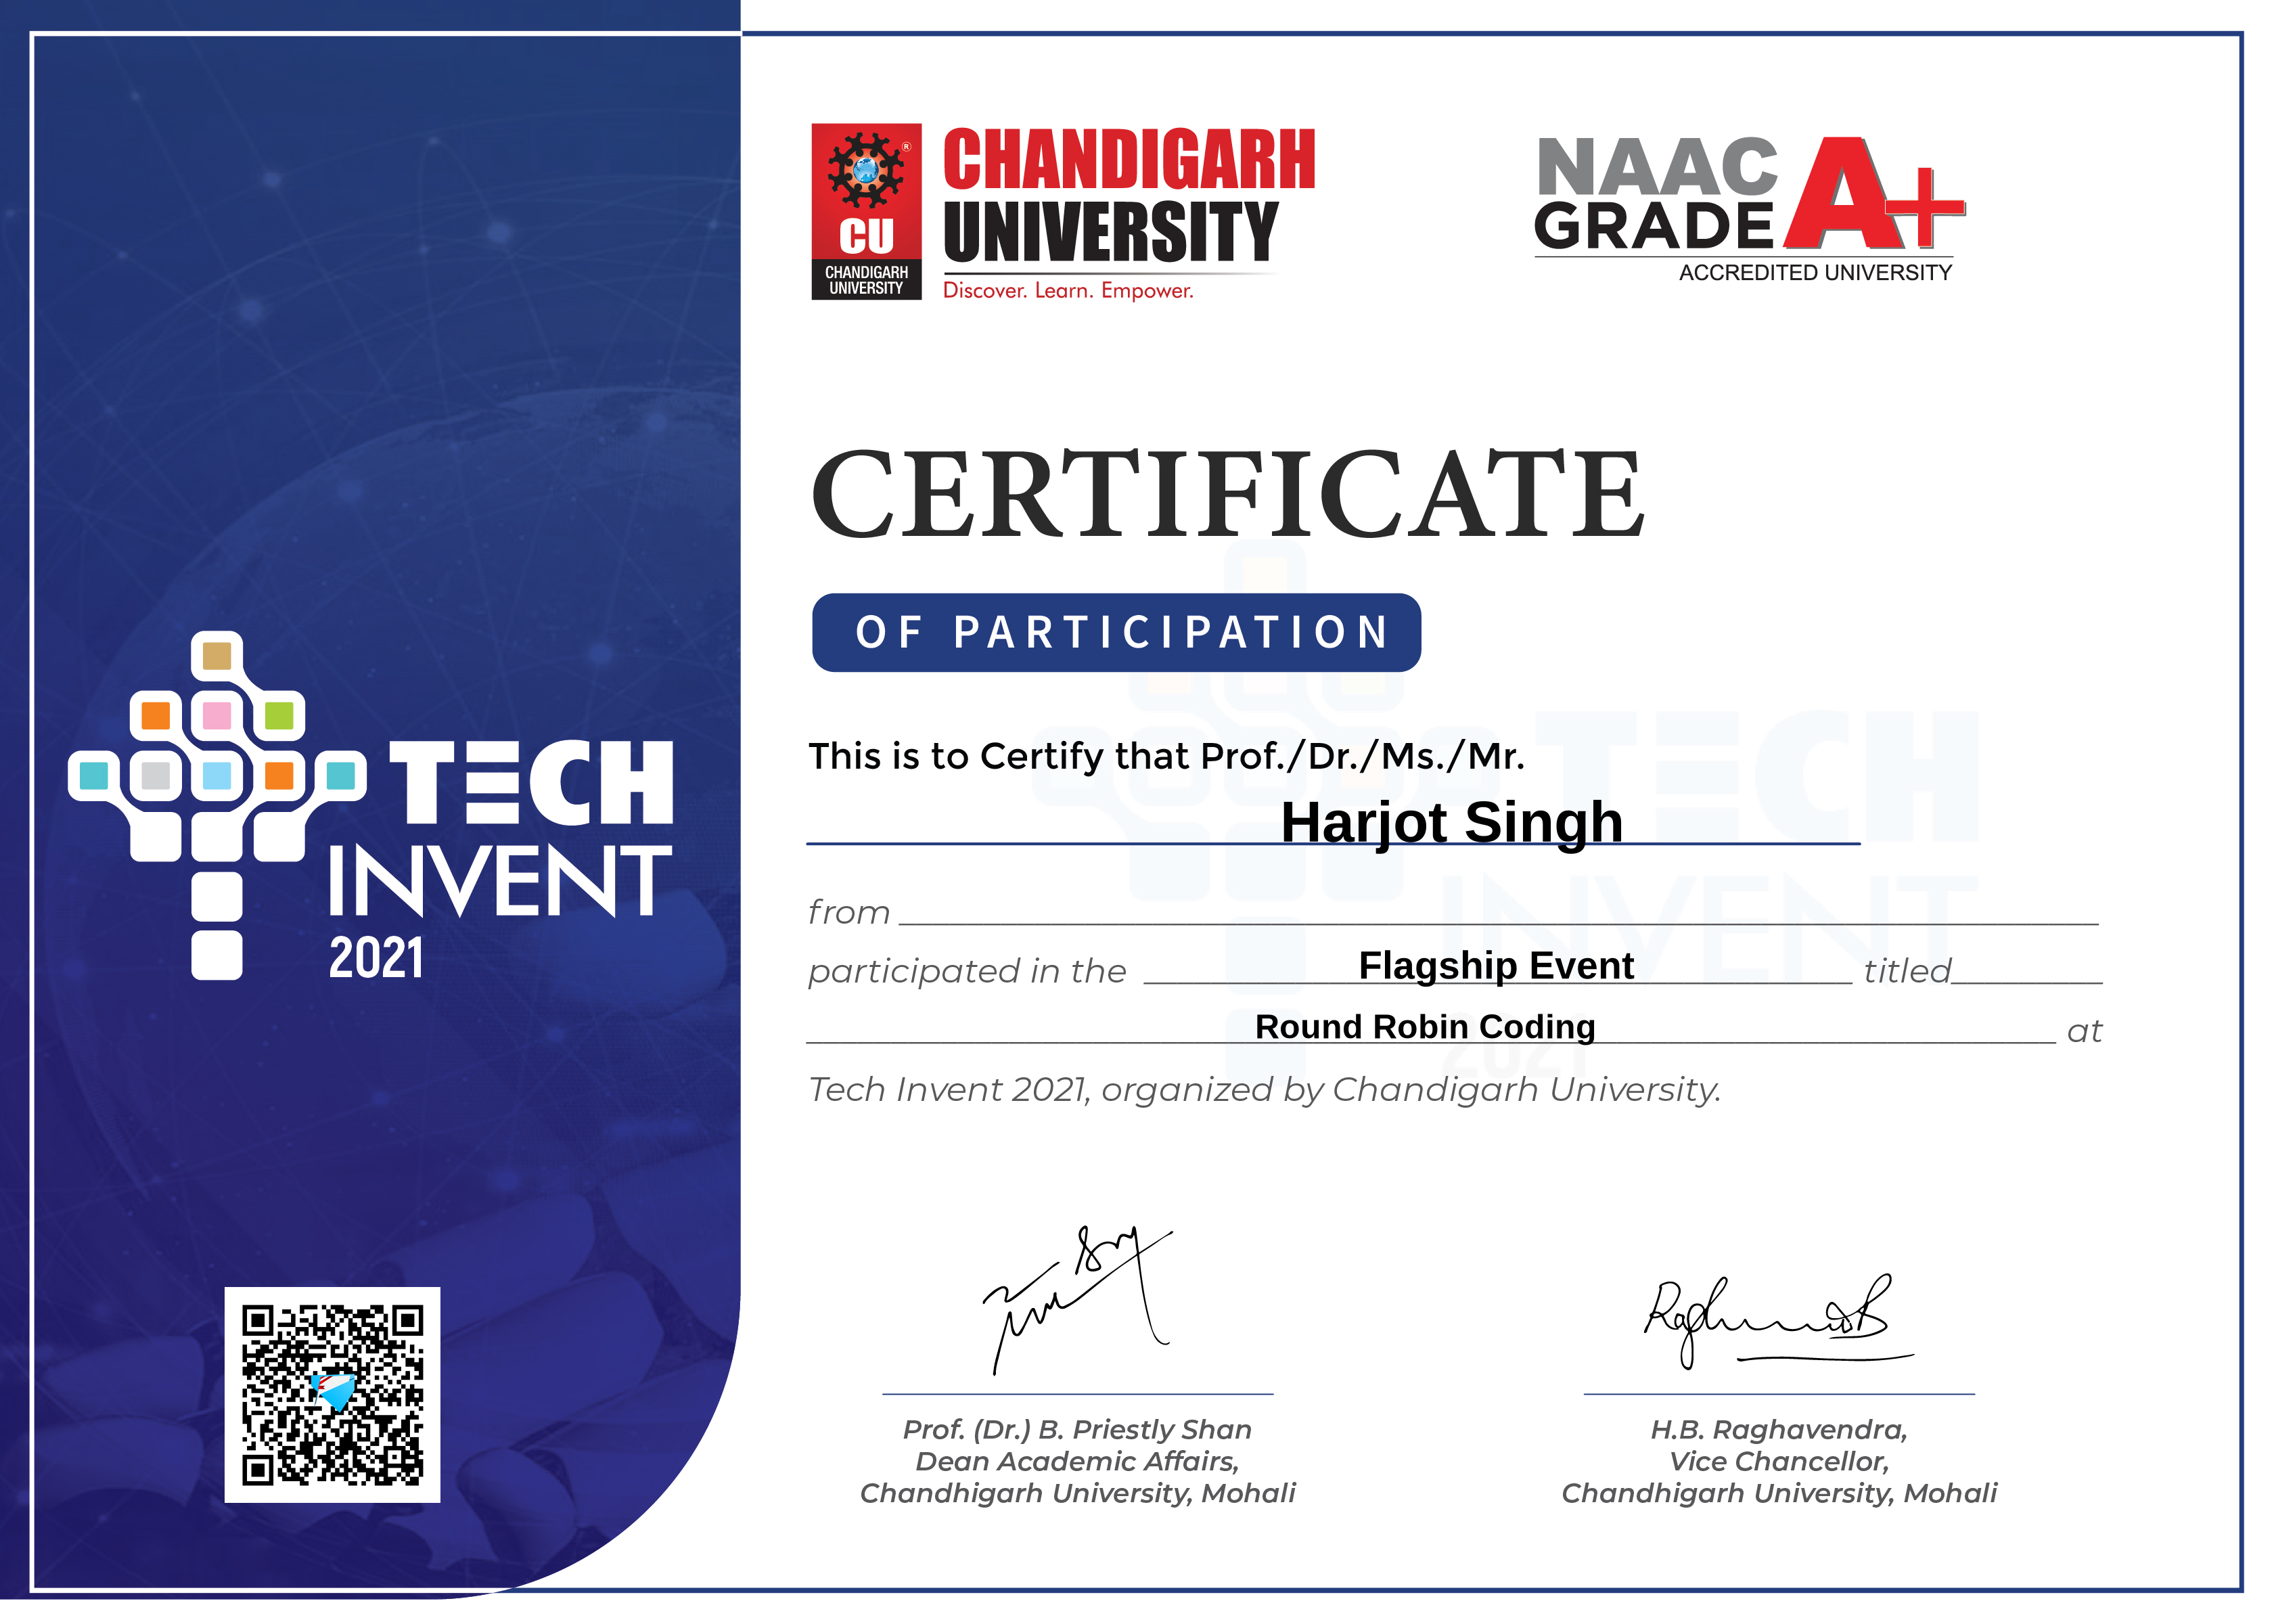 CHANDIGARH
UNIVERSITY
Discover. Learn. Empower.
®
CU
CHANDIGARH
UNIVERSITY
NAAC
GRADE A+
ACCREDITED UNIVERSITY
CERTIFICATE
OF PARTICIPATION
This is to Certify that Prof./Dr./Ms./Mr.
Harjot Singh
from
participated in the Flagship Event titled
Round Robin Coding at
Tech Invent 2021, organized by Chandigarh University.
TECH
INVENT
2021
TECH
INVENT
2021
Prof. (Dr.) B. Priestly Shan
Dean Academic Affairs,
Chandhigarh University, Mohali
H.B. Raghavendra,
Vice Chancellor,
Chandhigarh University, Mohali